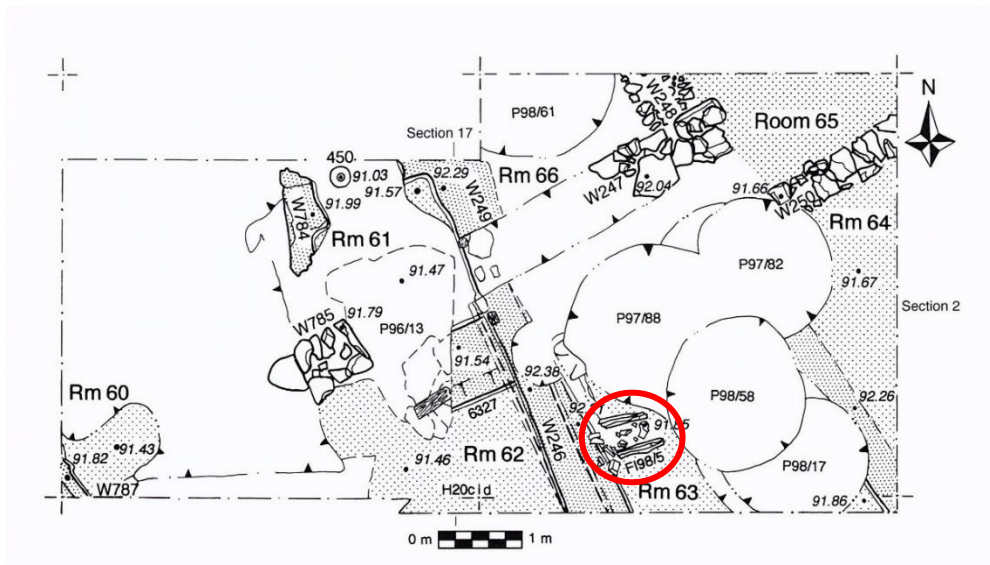 N
P98/61
W248
Room 65
Section 17
450
91.03
92.29
Rm 66
91.57
W249
W247
92.04
91.66
W250
W784
91.99
Rm 61
Rm 64
91.47
P97/82
91.67
91.79
W785
P96/13
P97/88
Section 2
91.54
92.38
P98/58
92.26
Rm 60
6327
92.
91.43
91.82
W787
91.46
Rm 62
W246
FI98/5
P98/17
H20c d
Rm 63
91.86
0 m
1 m